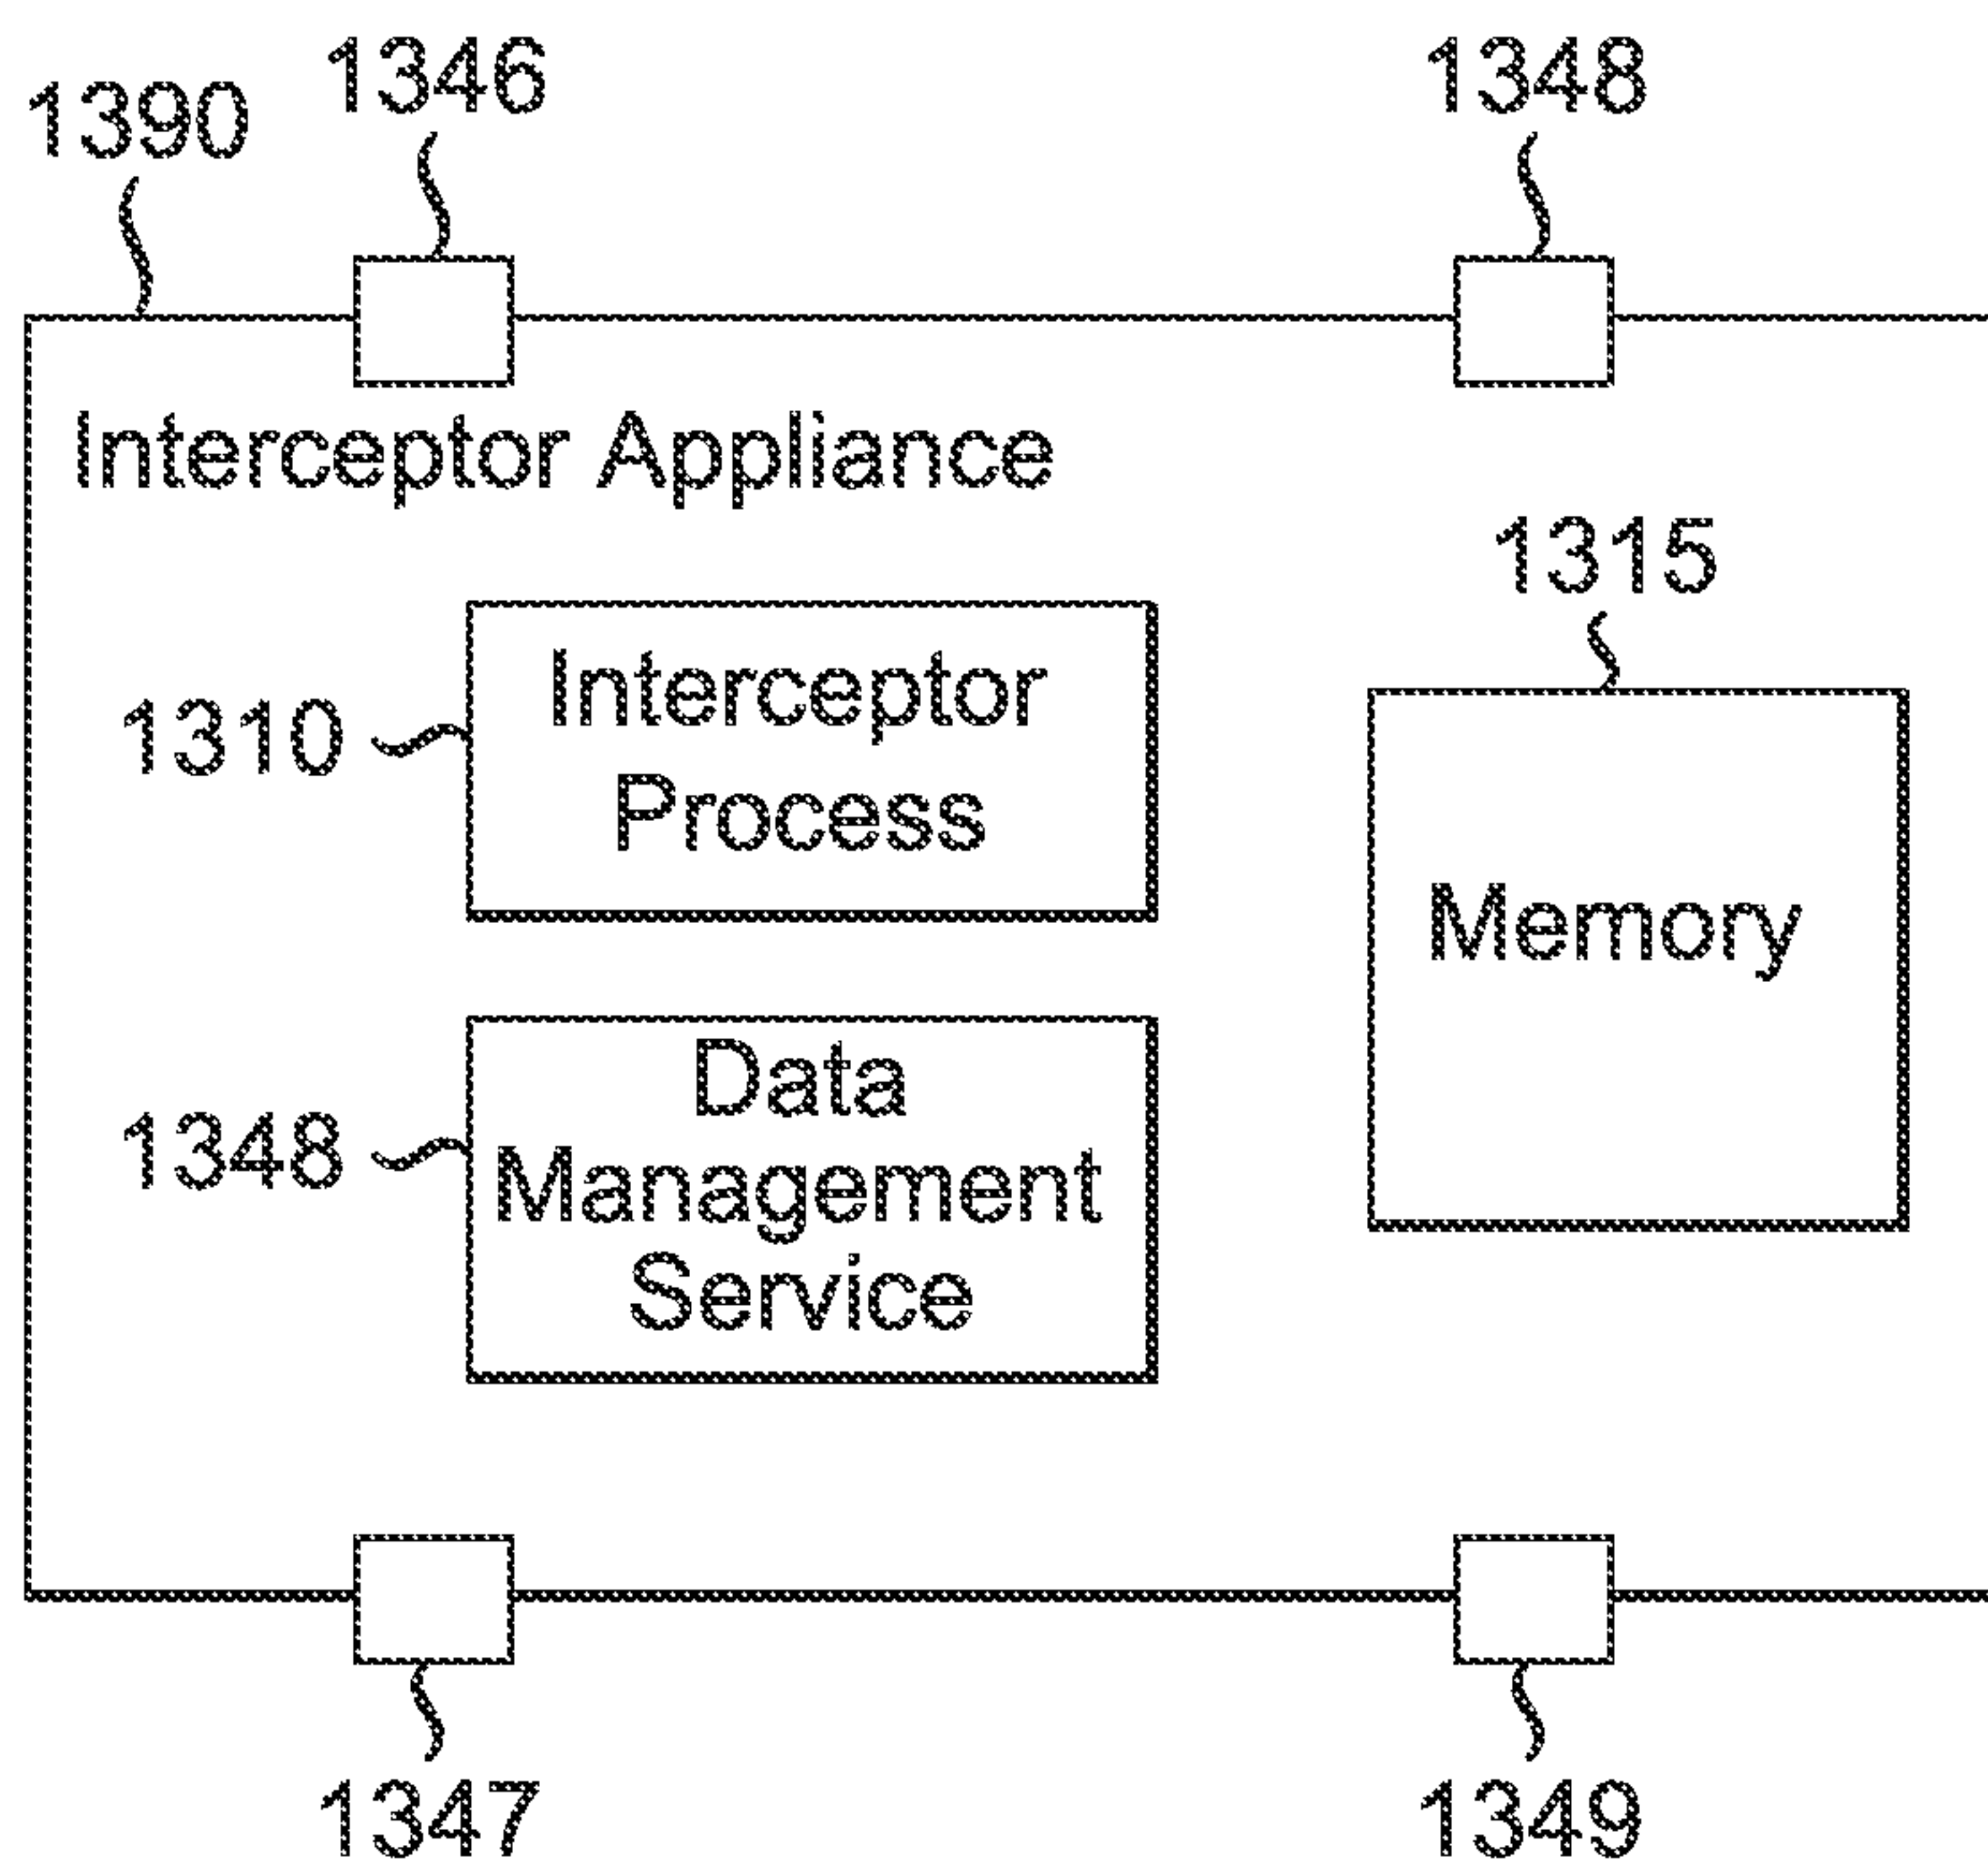 1390
1346
1348
Interceptor Appliance
1315
1310
Interceptor
Process
Memory
1348
Data
Management
Service
1347
1349